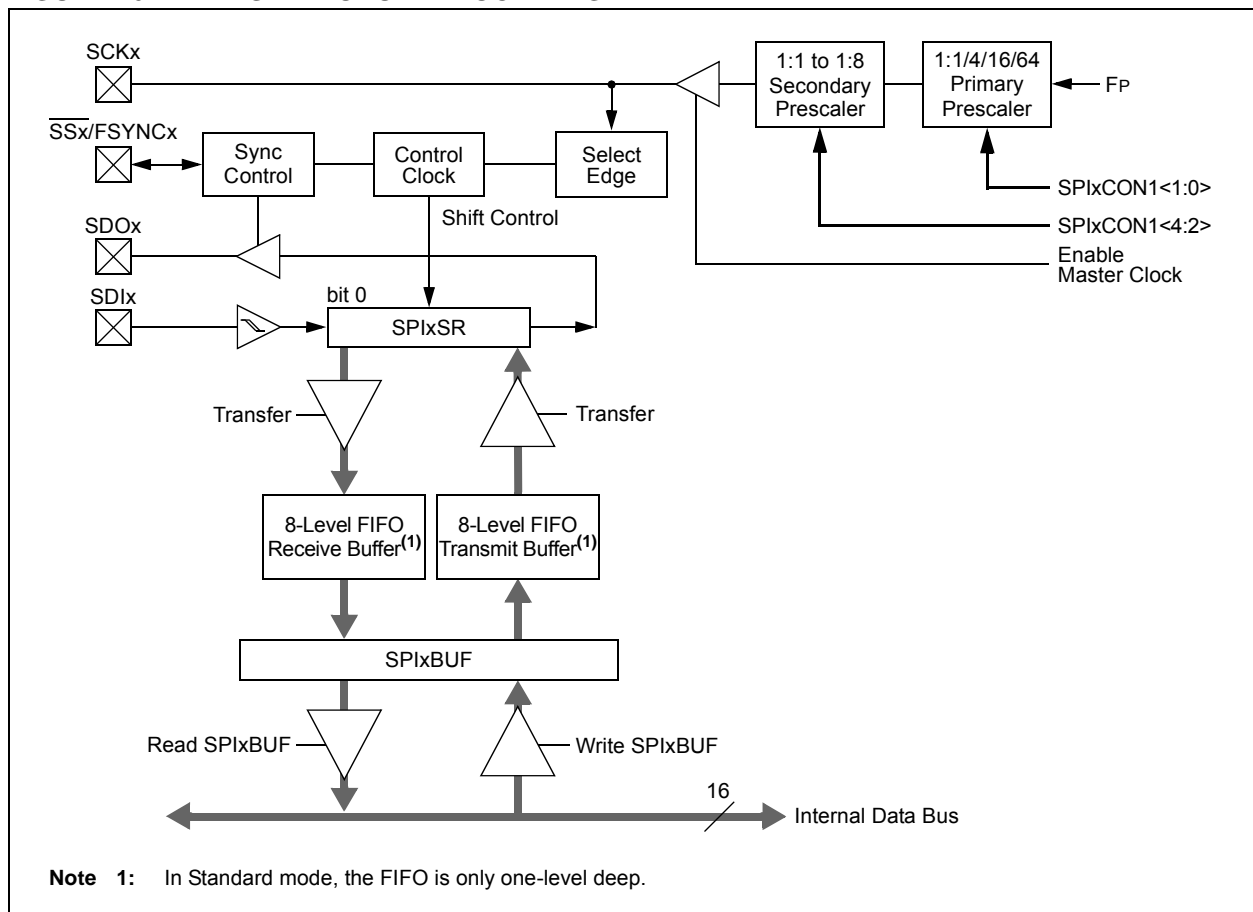 SCKx
1:1 to 1:8
Secondary
Prescaler
1:1/4/16/64
Primary
Prescaler
FP
SSx/FSYNCx
Sync
Control
Control
Clock
Select
Edge
SPIxCON1<1:0>
Shift Control
SPIxCON1<4:2>
SDOx
Enable
Master Clock
SDIx
bit 0
SPIxSR
Transfer
Transfer
8-Level FIFO
Receive Buffer(1)
8-Level FIFO
Transmit Buffer(1)
SPIxBUF
Read SPIxBUF
Write SPIxBUF
16
Internal Data Bus
Note 1: In Standard mode, the FIFO is only one-level deep.